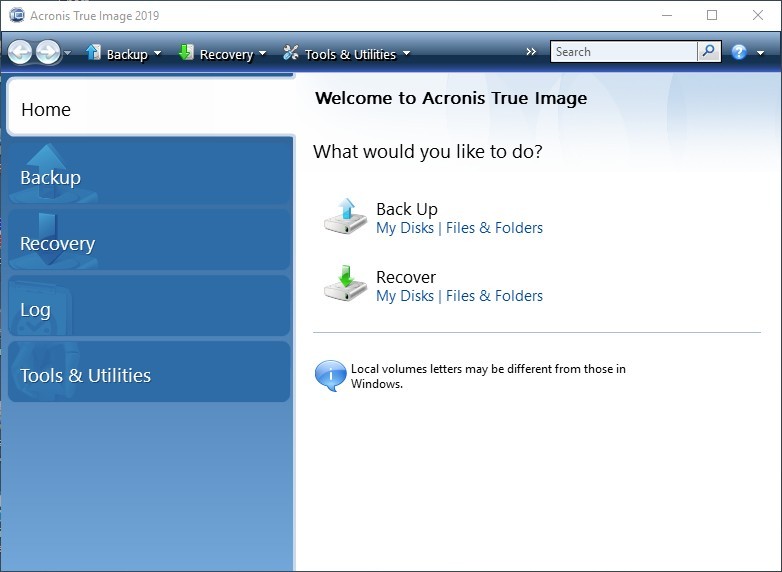 Acronis True Image 2019
Backup Recovery Tools & Utilities » Search
Home
Backup
Recovery
Log
Tools & Utilities
Welcome to Acronis True Image
What would you like to do?
Back Up
My Disks | Files & Folders
Recover
My Disks | Files & Folders
Local volumes letters may be different from those in
Windows.